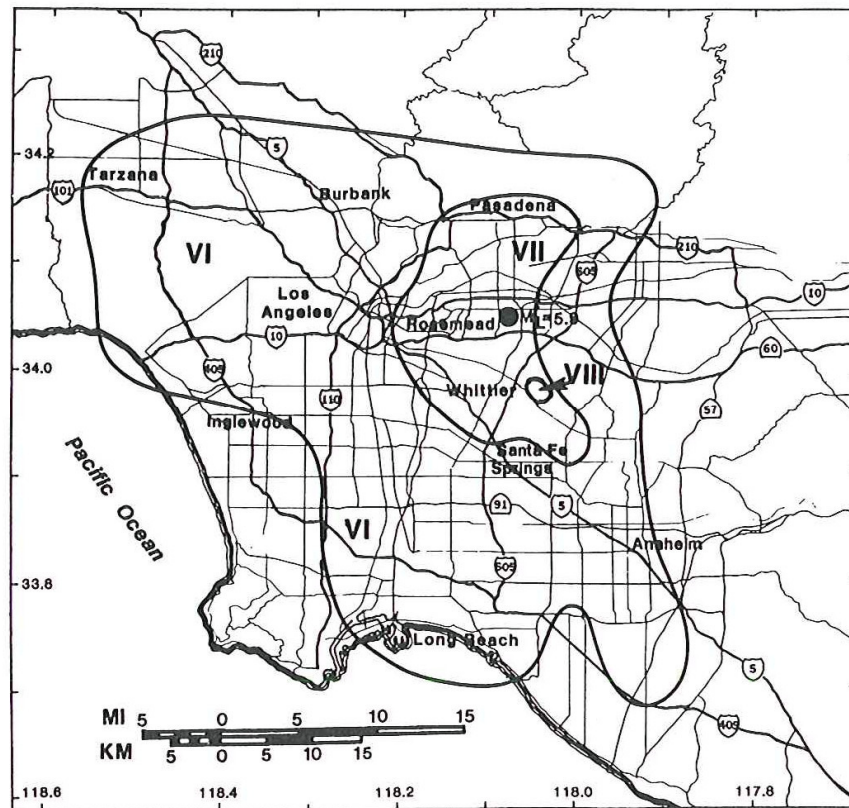 210
34.2
5
Tarzana
101
Burbank
Pasadena
VI
VII
210
605
Los
Angeles
10
Rosemead
ML=5.9
10
34.0
405
60
Whittier
VIII
110
57
Inglewood
Santa Fe
Springs
Pacific Ocean
91
5
VI
Anaheim
605
33.8
Long Beach
5
MI 5 0 5 10 15
405
KM 5 0 5 10 15
118.6 118.4 118.2 118.0 117.8